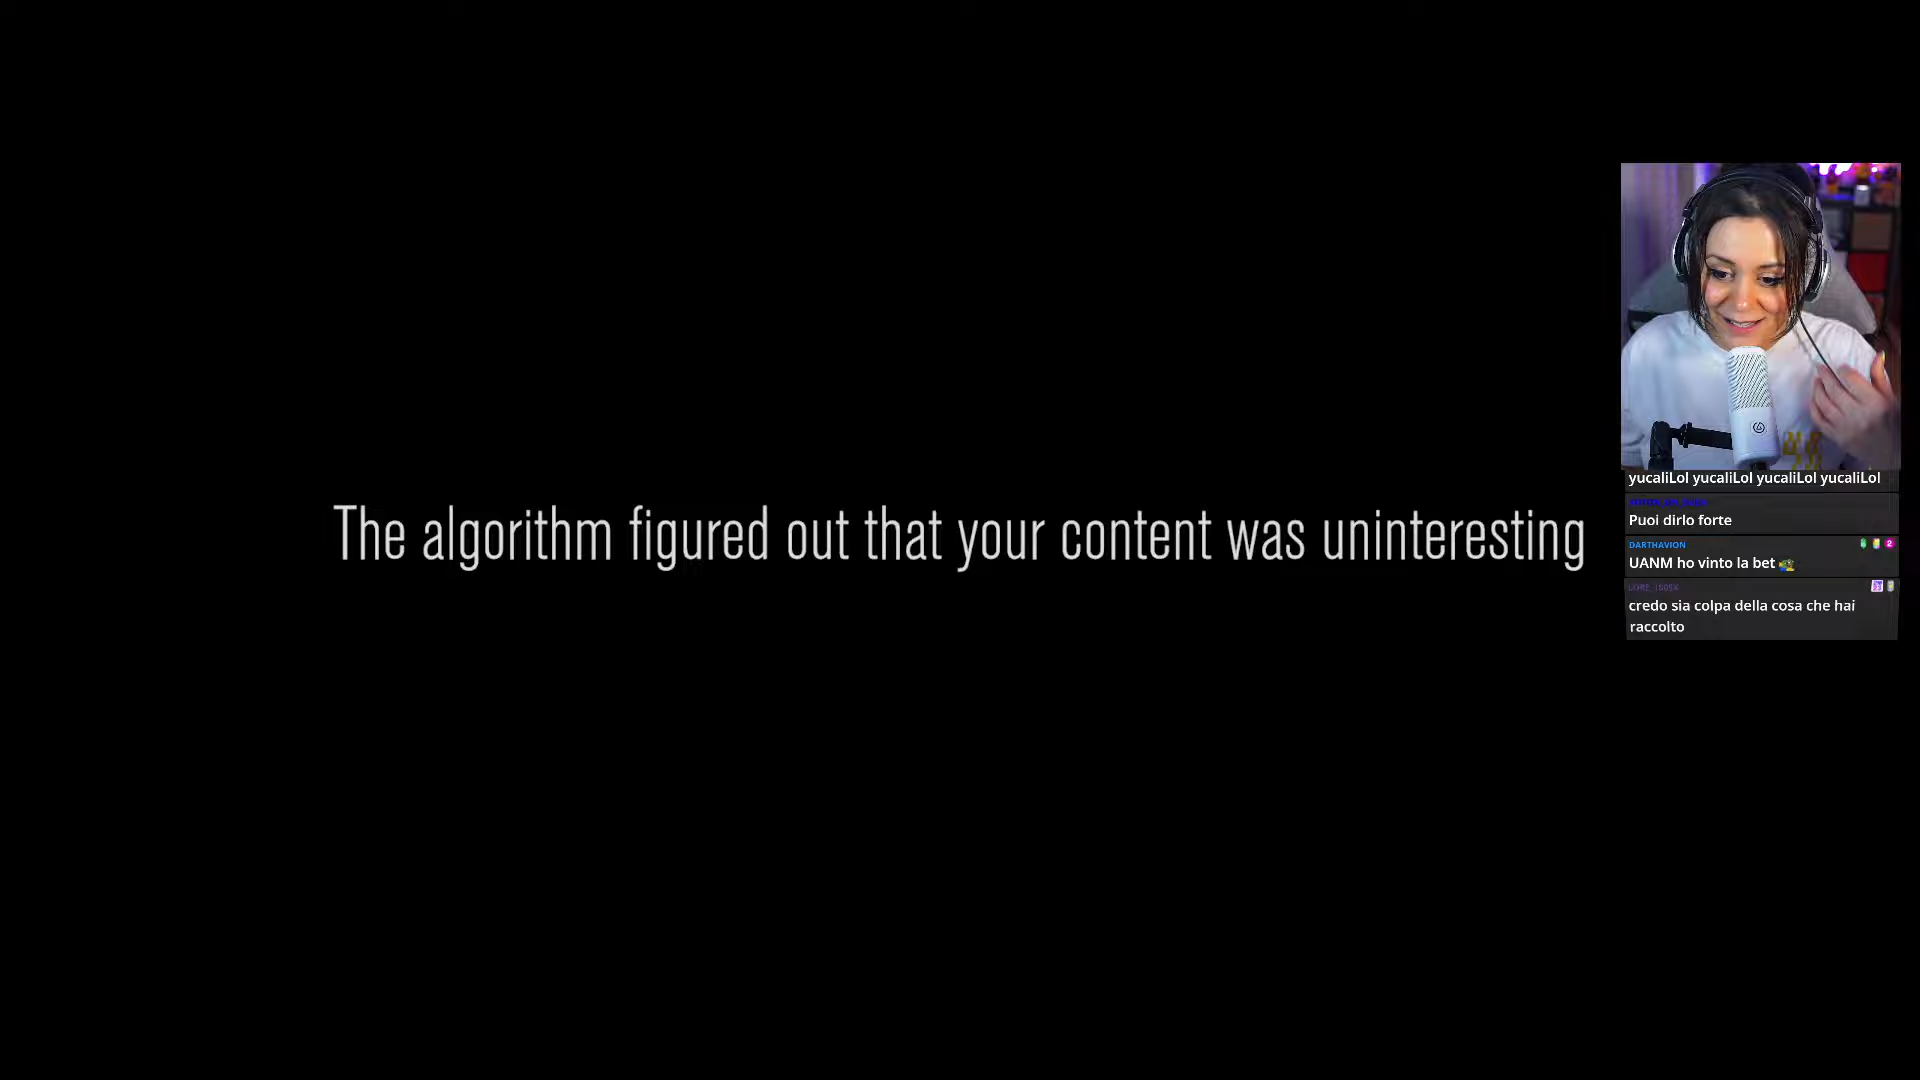 The algorithm figured out that your content was uninteresting
yucaliLol yucaliLol yucaliLol yucaliLol
Puoi dirlo forte
DARTHAVION
2
UANM ho vinto la bet
credo sia colpa della cosa che hai
raccolto